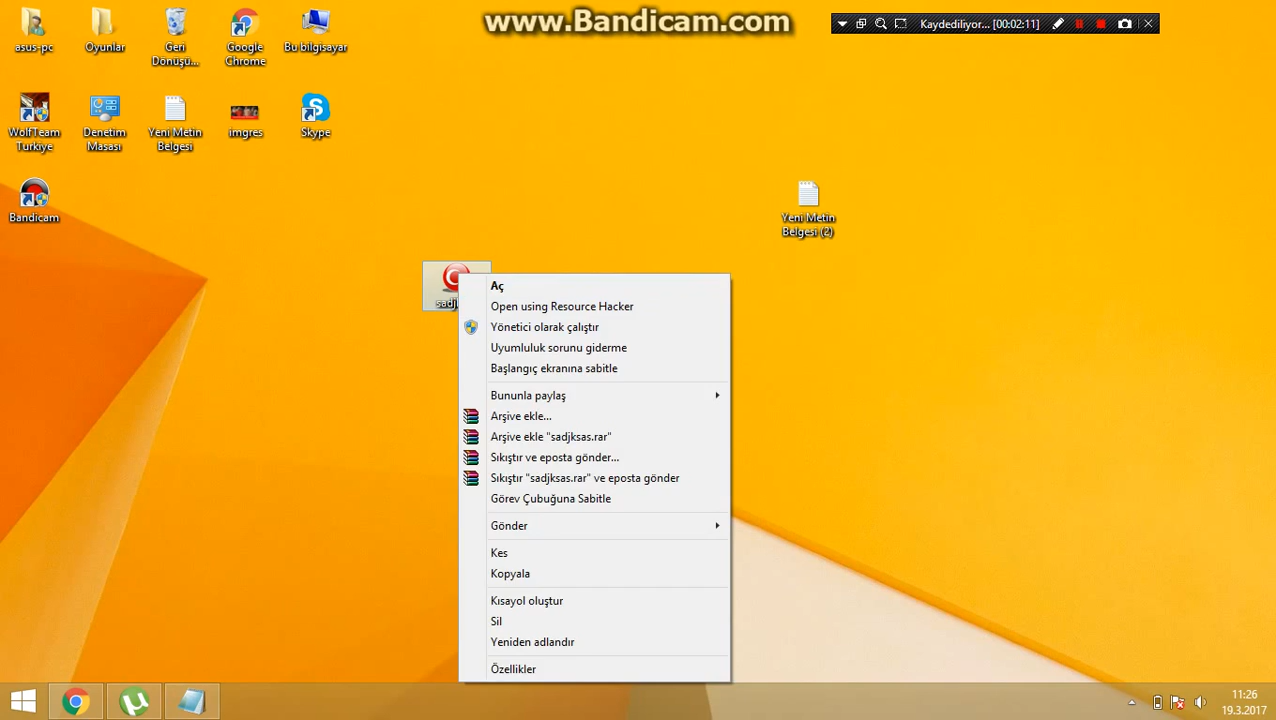 www.Bandicam.com
Kaydediliyor... [00:02:11]
asus-pc
Oyunlar
Geri
Dönüşü...
Google
Chrome
Bu bilgisayar
WolfTeam
Turkiye
Denetim
Masası
Yeni Metin
Belgesi
imgres
Skype
Bandicam
Yeni Metin
Belgesi (2)
Aç
Open using Resource Hacker
Yönetici olarak çalıştır
Uyumluluk sorunu giderme
Başlangıç ekranına sabitle
Bununla paylaş
Arşive ekle...
Arşive ekle "sadjksas.rar"
Sıkıştır ve eposta gönder...
Sıkıştır "sadjksas.rar" ve eposta gönder
Görev Çubuğuna Sabitle
Gönder
Kes
Kopyala
Kısayol oluştur
Sil
Yeniden adlandır
Özellikler
11:26
19.3.2017